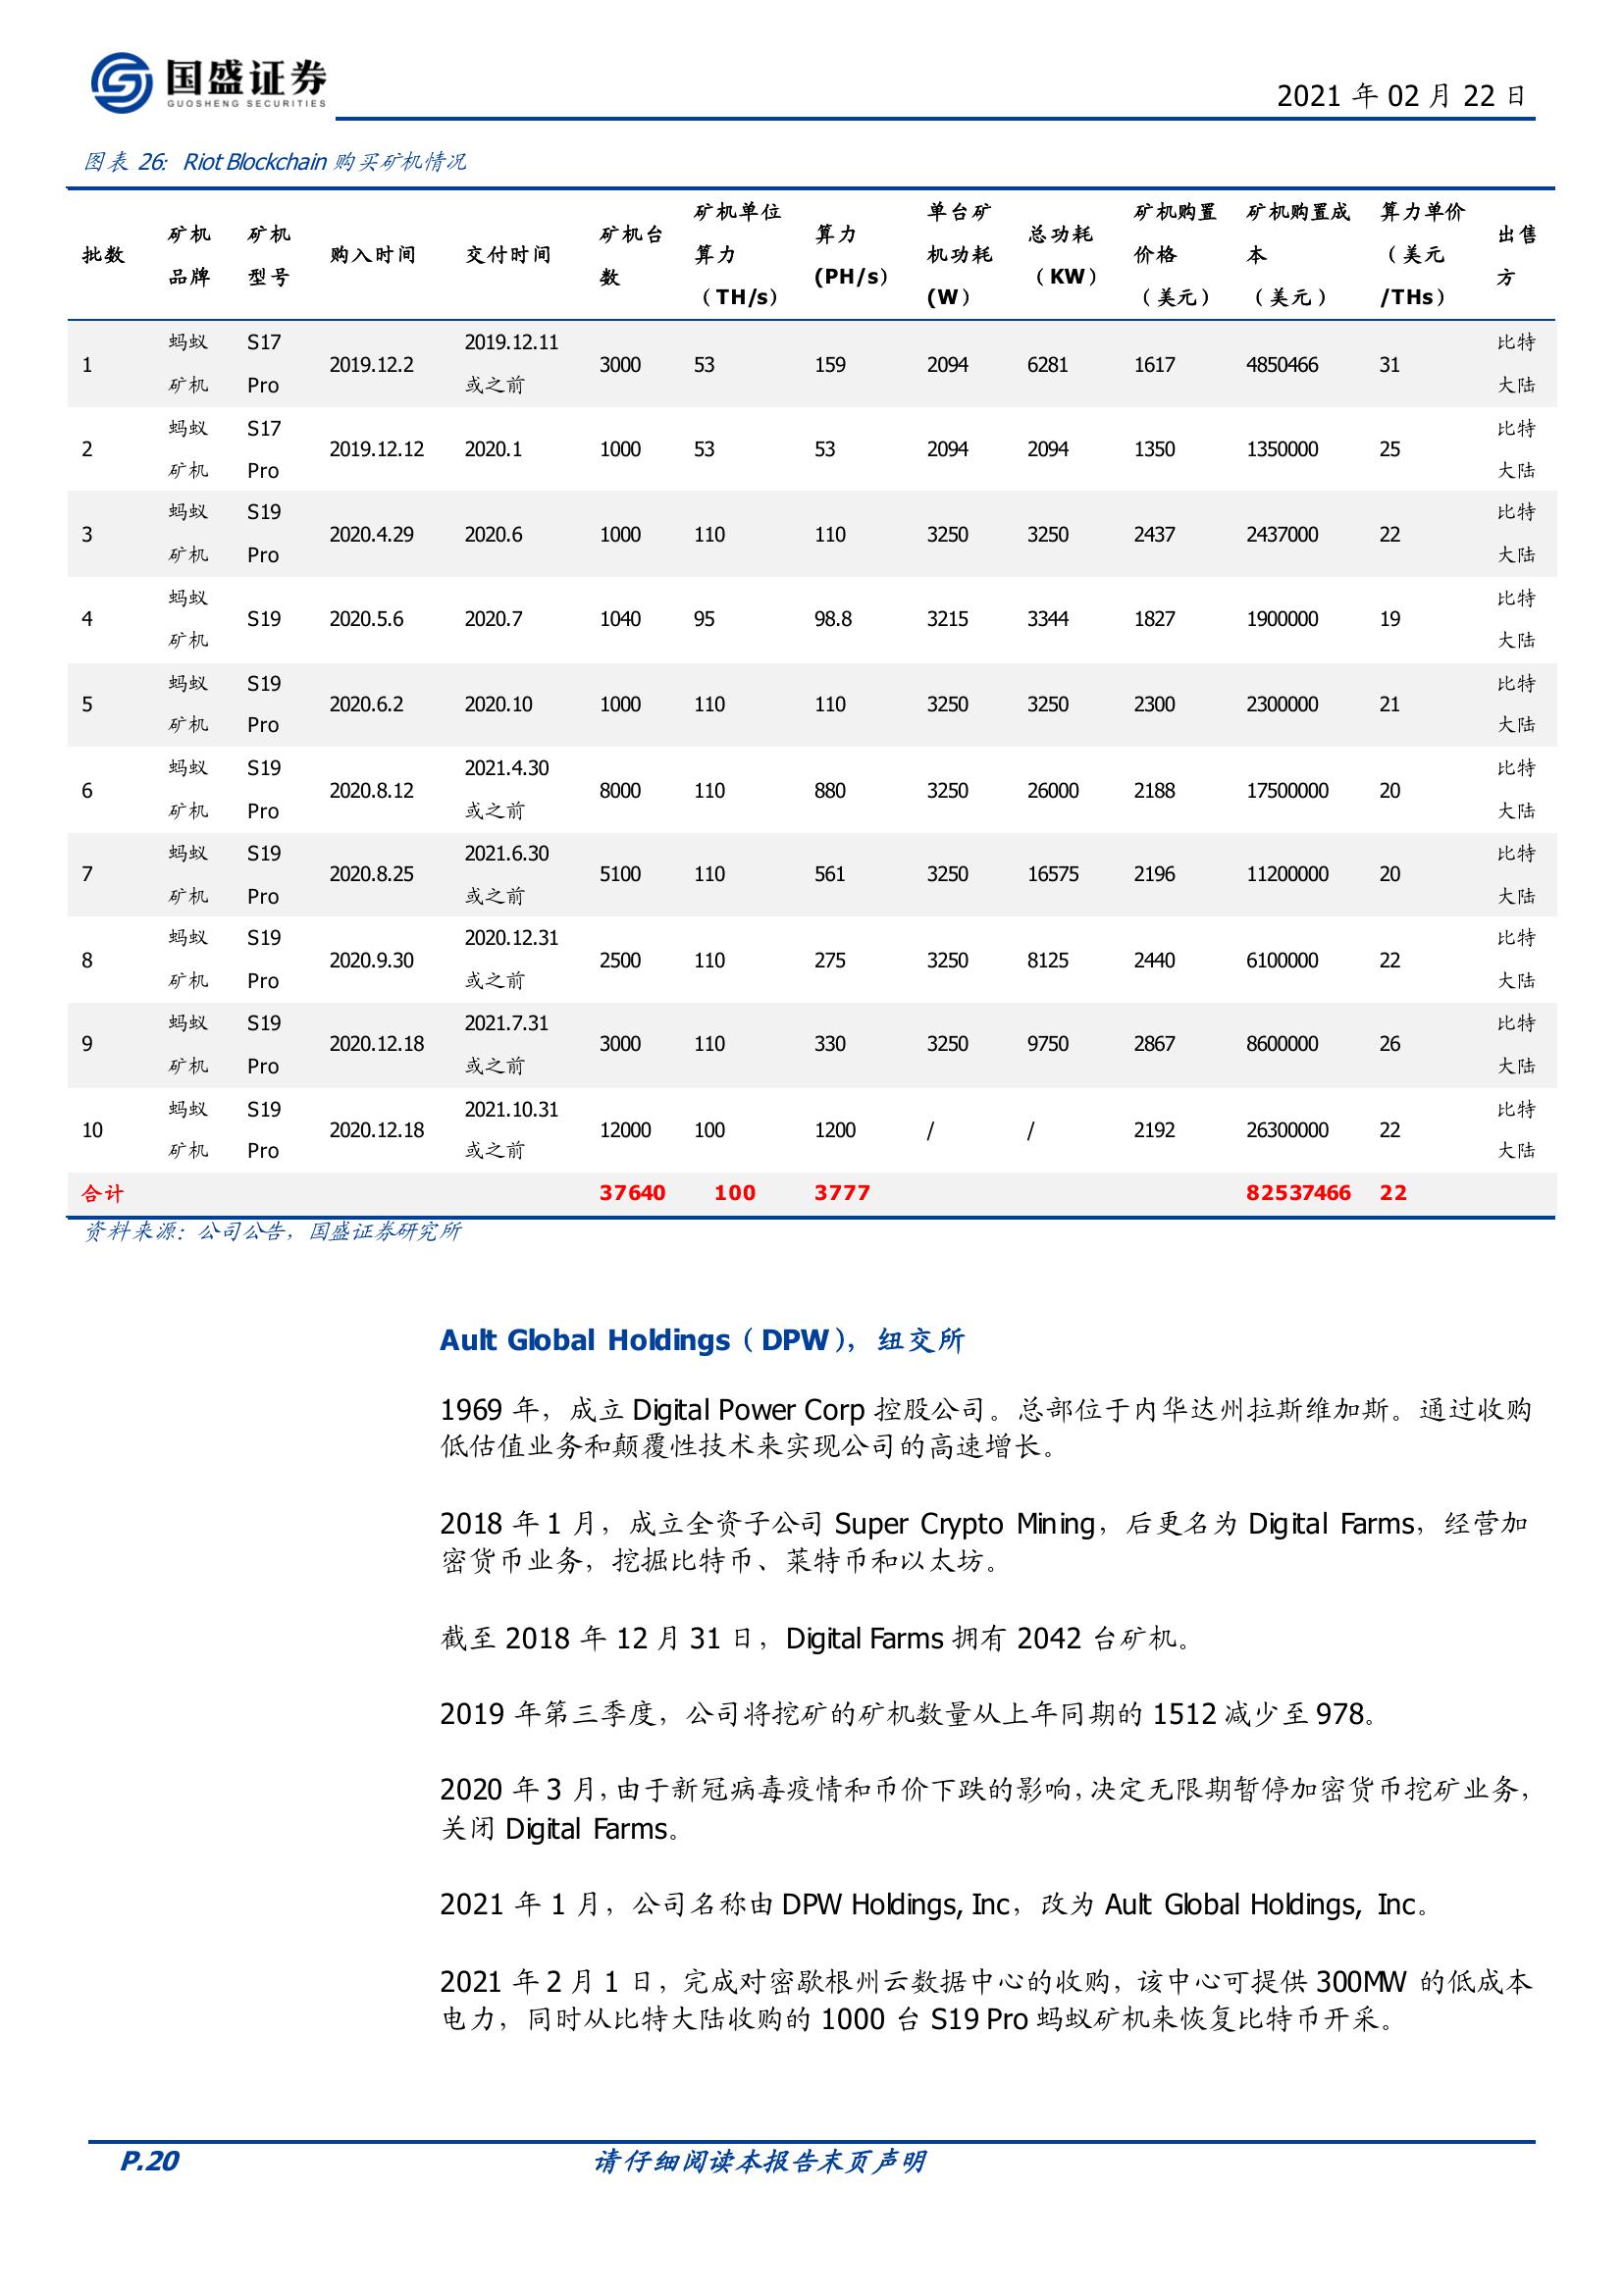 国盛证券
GUOSHENG SECURITIES
2021 年 02 月 22 日
图表 26: Riot Blockchain 购买矿机情况
批数 矿机品牌 矿机型号 购入时间 交付时间 矿机台数 矿机单位算力（TH/s） 算力(PH/s) 单台矿机功耗(W) 总功耗（KW） 矿机购置价格（美元） 矿机购置成本（美元） 算力单价（美元/THs） 出售方
1 蚂蚁矿机 S17 Pro 2019.12.2 2019.12.11 或之前 3000 53 159 2094 6281 1617 4850466 31 比特大陆
2 蚂蚁矿机 S17 Pro 2019.12.12 2020.1 1000 53 53 2094 2094 1350 1350000 25 比特大陆
3 蚂蚁矿机 S19 Pro 2020.4.29 2020.6 1000 110 110 3250 3250 2437 2437000 22 比特大陆
4 蚂蚁矿机 S19 2020.5.6 2020.7 1040 95 98.8 3215 3344 1827 1900000 19 比特大陆
5 蚂蚁矿机 S19 Pro 2020.6.2 2020.10 1000 110 110 3250 3250 2300 2300000 21 比特大陆
6 蚂蚁矿机 S19 Pro 2020.8.12 2021.4.30 或之前 8000 110 880 3250 26000 2188 17500000 20 比特大陆
7 蚂蚁矿机 S19 Pro 2020.8.25 2021.6.30 或之前 5100 110 561 3250 16575 2196 11200000 20 比特大陆
8 蚂蚁矿机 S19 Pro 2020.9.30 2020.12.31 或之前 2500 110 275 3250 8125 2440 6100000 22 比特大陆
9 蚂蚁矿机 S19 Pro 2020.12.18 2021.7.31 或之前 3000 110 330 3250 9750 2867 8600000 26 比特大陆
10 蚂蚁矿机 S19 Pro 2020.12.18 2021.10.31 或之前 12000 100 1200 / / 2192 26300000 22 比特大陆
合计 37640 100 3777 82537466 22
资料来源：公司公告，国盛证券研究所
Ault Global Holdings（DPW），纽交所
1969 年，成立 Digital Power Corp 控股公司。总部位于内华达州拉斯维加斯。通过收购
低估值业务和颠覆性技术来实现公司的高速增长。
2018 年 1 月，成立全资子公司 Super Crypto Mining，后更名为 Digital Farms，经营加
密货币业务，挖掘比特币、莱特币和以太坊。
截至 2018 年 12 月 31 日，Digital Farms 拥有 2042 台矿机。
2019 年第三季度，公司将挖矿的矿机数量从上年同期的 1512 减少至 978。
2020 年 3 月，由于新冠病毒疫情和币价下跌的影响，决定无限期暂停加密货币挖矿业务，
关闭 Digital Farms。
2021 年 1 月，公司名称由 DPW Holdings, Inc，改为 Ault Global Holdings, Inc。
2021 年 2 月 1 日，完成对密歇根州云数据中心的收购，该中心可提供 300MW 的低成本
电力，同时从比特大陆收购的 1000 台 S19 Pro 蚂蚁矿机来恢复比特币开采。
P.20 请仔细阅读本报告末页声明